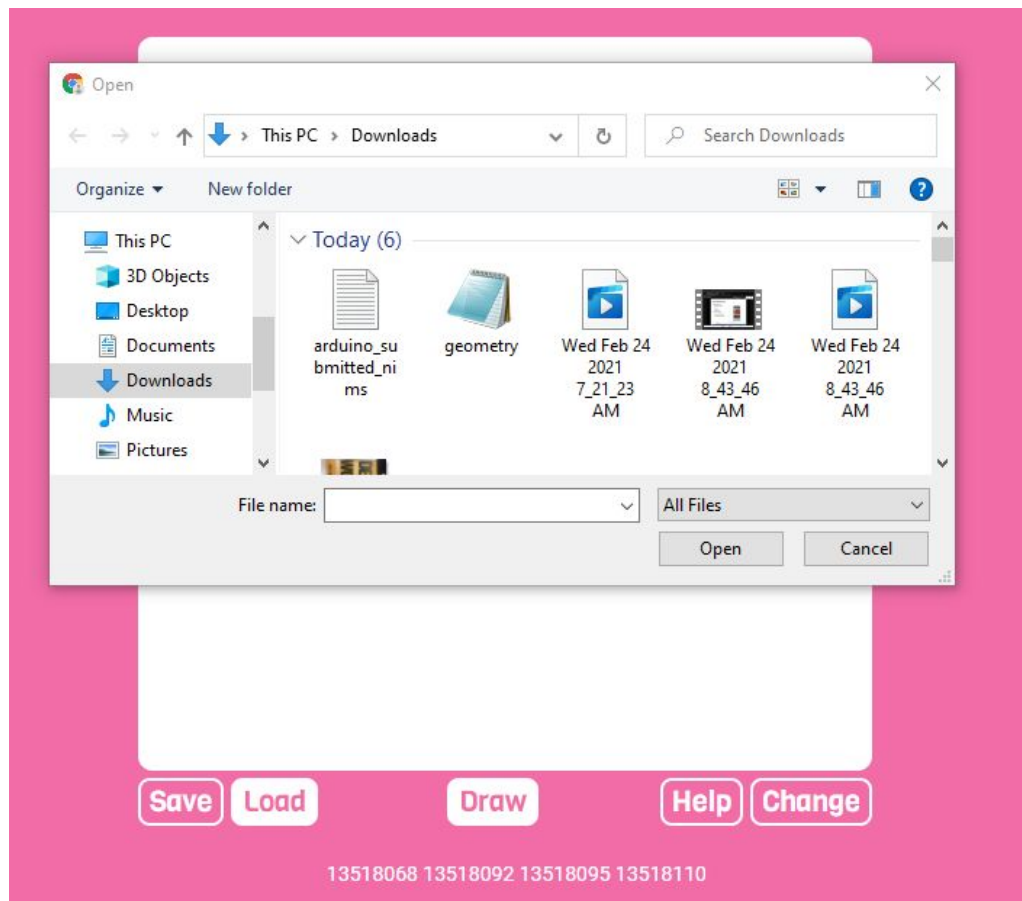 Open
This PC > Downloads
Search Downloads
Organize
New folder
This PC
3D Objects
Desktop
Documents
Downloads
Music
Pictures
Today (6)
arduino_su
bmitted_ni
ms
geometry
Wed Feb 24
2021
7_21_23
AM
Wed Feb 24
2021
8_43_46
AM
Wed Feb 24
2021
8_43_46
AM
File name:
All Files
Open
Cancel
Save
Load
Draw
Help
Change
13518068 13518092 13518095 13518110